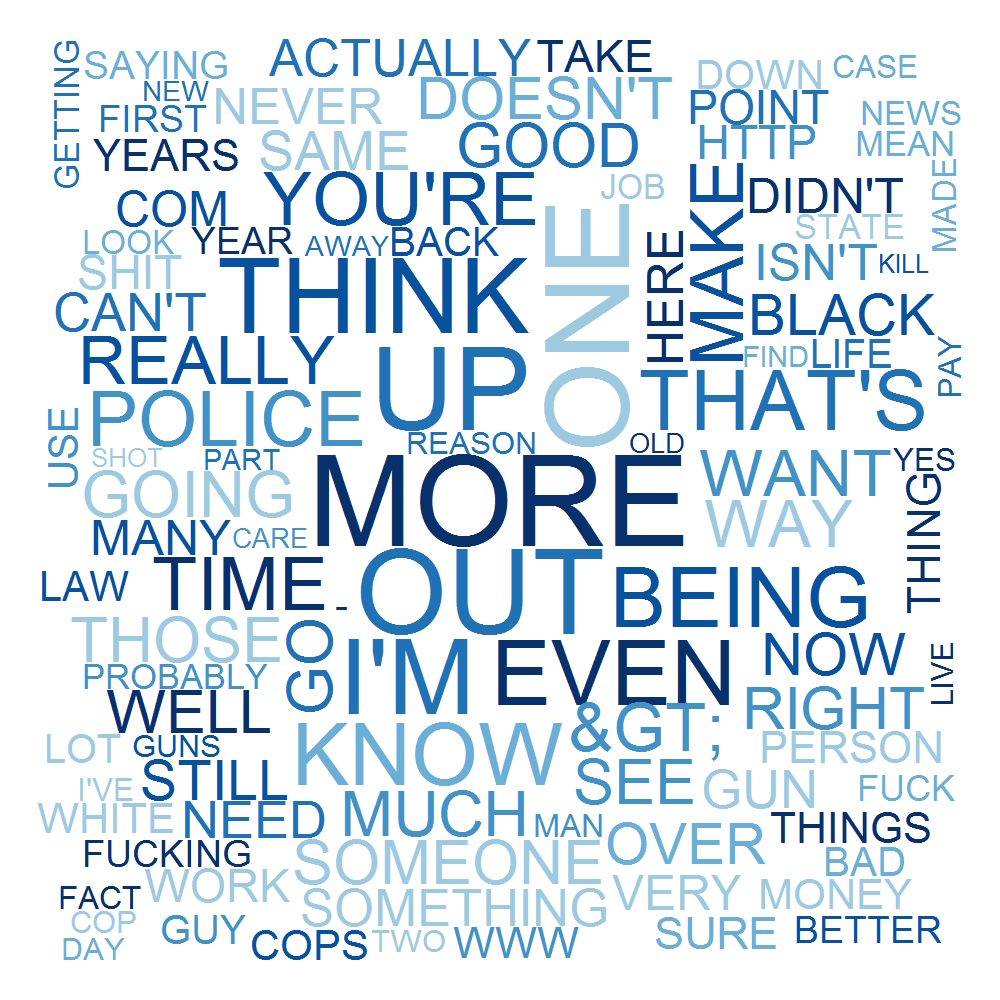 GETTING
SAYING
ACTUALLY
TAKE
DOWN
CASE
NEW
FIRST
NEVER
DOESN'T
POINT
NEWS
YEARS
SAME
GOOD
HTTP
MEAN
COM
YOU'RE
JOB
MAKE
DIDN'T
MADE
LOOK
YEAR
AWAY
BACK
ONE
HERE
STATE
SHIT
THINK
ISN'T
KILL
CAN'T
BLACK
REALLY
UP
FIND
LIFE
PAY
POLICE
THAT'S
USE
SHOT
PART
REASON
OLD
GOING
MORE
WANT
YES
MANY
CARE
WAY
THING
LAW
TIME
-
OUT
BEING
THOSE
GO
I'M
EVEN
NOW
LIVE
PROBABLY
WELL
&GT;
RIGHT
LOT
GUNS
KNOW
PERSON
I'VE
STILL
SEE
GUN
FUCK
WHITE
NEED
MUCH
MAN
OVER
THINGS
FUCKING
SOMEONE
BAD
FACT
WORK
SOMETHING
VERY
MONEY
COP
GUY
COPS
TWO
WWW
SURE
BETTER
DAY